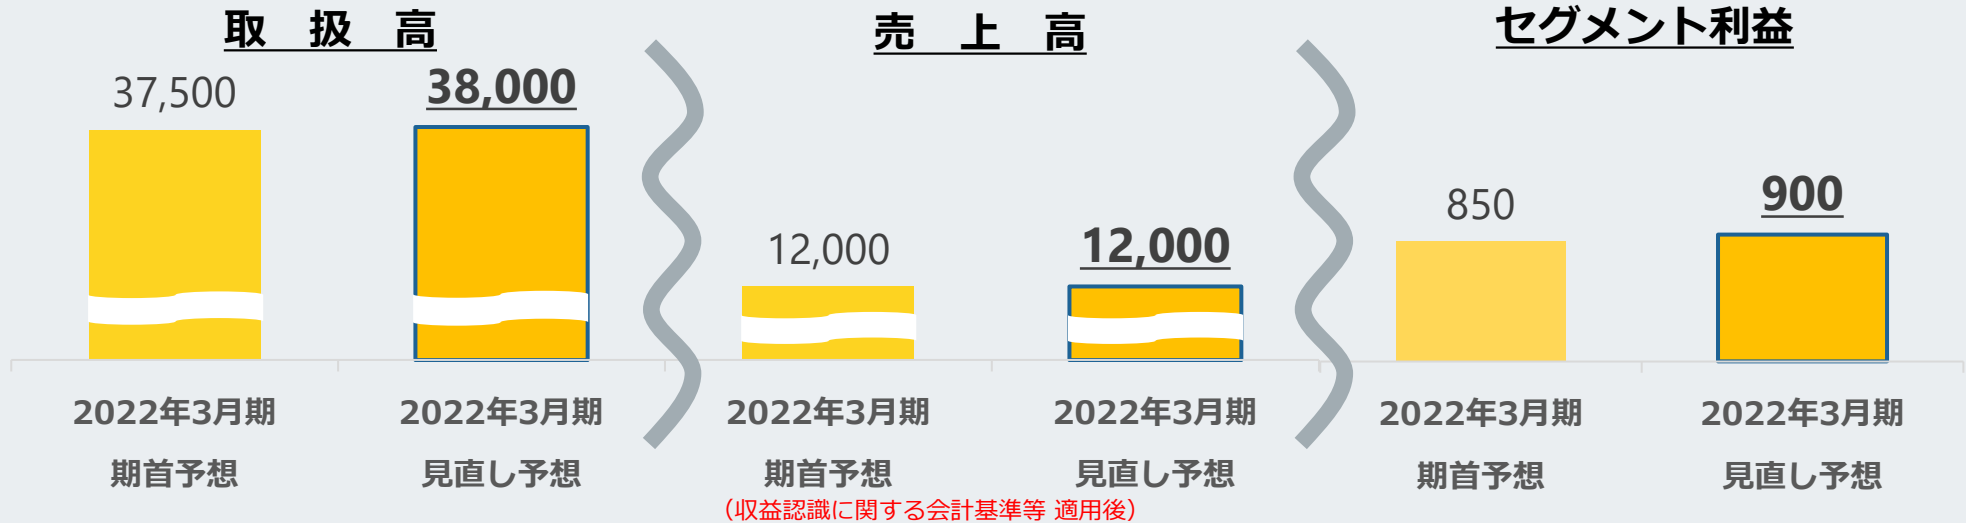 取　扱　高
37,500
38,000
2022年3月期
期首予想
2022年3月期
見直し予想
売　上　高
12,000
12,000
2022年3月期
期首予想
2022年3月期
見直し予想
（収益認識に関する会計基準等 適用後）
セグメント利益
850
900
2022年3月期
期首予想
2022年3月期
見直し予想